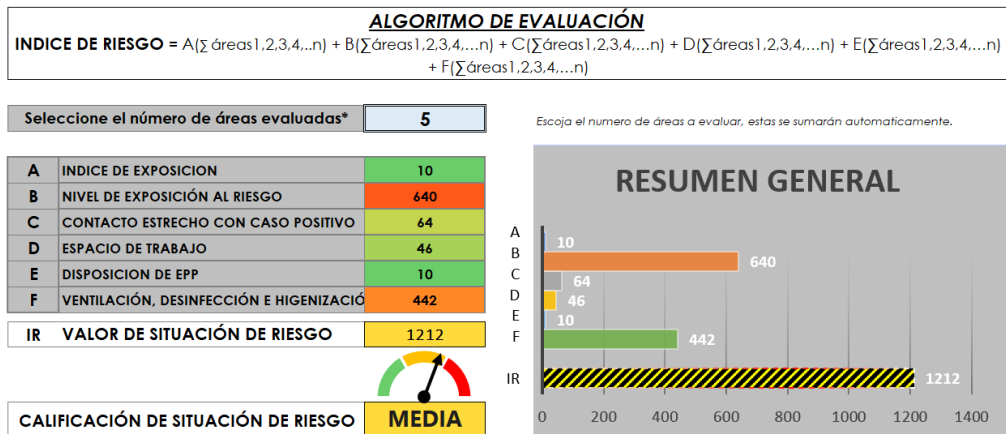 ALGORITMO DE EVALUACIÓN
INDICE DE RIESGO = A(∑ áreas1,2,3,4,..n) + B(∑áreas1,2,3,4,...n) + C(∑áreas1,2,3,4,...n) + D(∑áreas1,2,3,4,...n) + E(∑áreas1,2,3,4,...n)
+ F(∑áreas1,2,3,4,...n)
Seleccione el número de áreas evaluadas* 5
Escoja el numero de áreas a evaluar, estas se sumarán automaticamente.
A INDICE DE EXPOSICION 10
B NIVEL DE EXPOSICIÓN AL RIESGO 640
C CONTACTO ESTRECHO CON CASO POSITIVO 64
D ESPACIO DE TRABAJO 46
E DISPOSICION DE EPP 10
F VENTILACIÓN, DESINFECCIÓN E HIGENIZACIÓ 442
IR VALOR DE SITUACIÓN DE RIESGO 1212
CALIFICACIÓN DE SITUACIÓN DE RIESGO MEDIA
RESUMEN GENERAL
A 10
B 640
C 64
D 46
E 10
F 442
IR 1212
0 200 400 600 800 1000 1200 1400